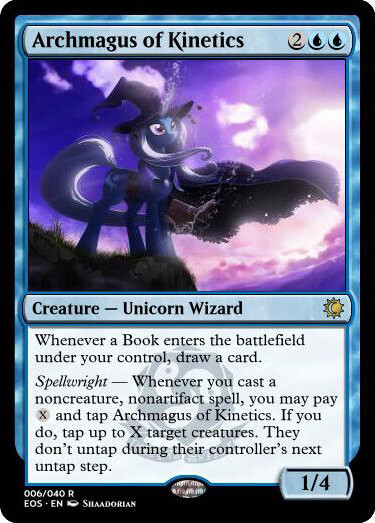 Archmagus of Kinetics 2
Creature — Unicorn Wizard
Whenever a Book enters the battlefield
under your control, draw a card.
Spellwright — Whenever you cast a
noncreature, nonartifact spell, you may pay
X and tap Archmagus of Kinetics. If you
do, tap up to X target creatures. They
don't untap during their controller's next
untap step.
1/4
006/040 R
EOS · EN SHAADORIAN